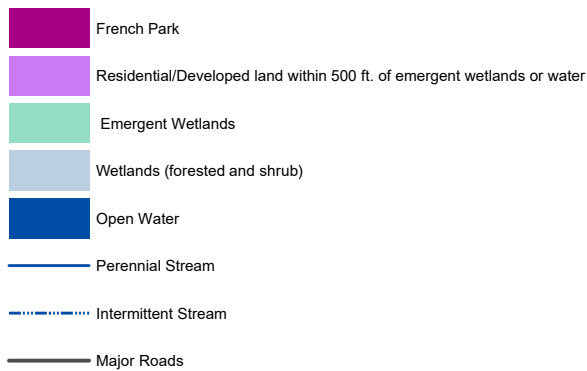 French Park
Residential/Developed land within 500 ft. of emergent wetlands or water
Emergent Wetlands
Wetlands (forested and shrub)
Open Water
Perennial Stream
Intermittent Stream
Major Roads